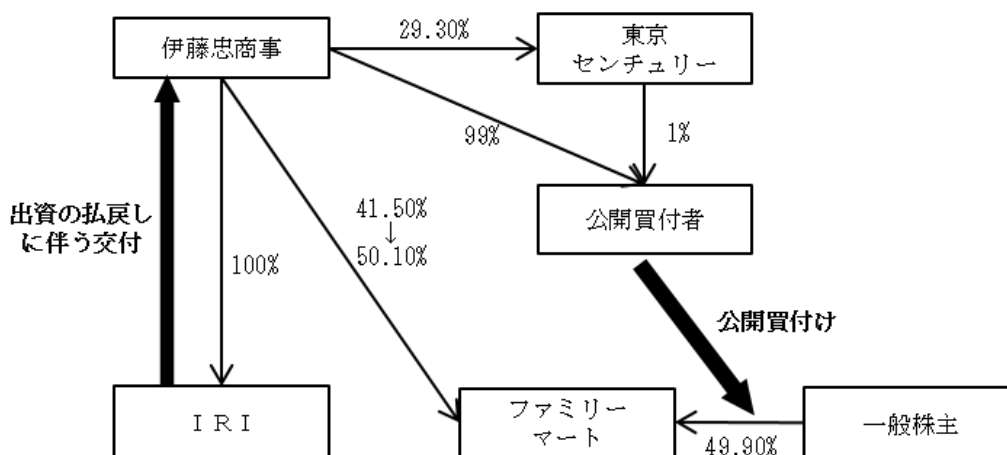 29.30%
伊藤忠商事
東京
センチュリー
99%
1%
出資の払戻し
に伴う交付
41.50%
↓
50.10%
公開買付者
100%
公開買付け
ＩＲＩ
ファミリー
マート
一般株主
49.90%